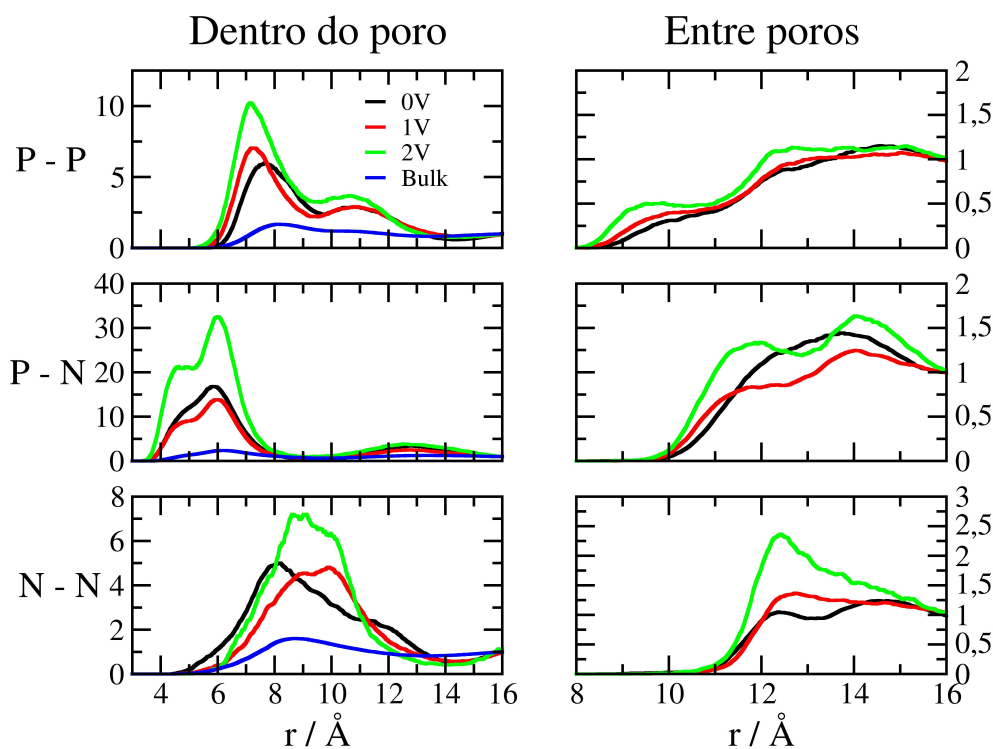 Dentro do poro
Entre poros
P - P
0
5
10
0V
1V
2V
Bulk
0
0,5
1
1,5
2
P - N
0
10
20
30
40
0
0,5
1
1,5
2
N - N
0
2
4
6
8
0
0,5
1
1,5
2
2,5
3
4 6 8 10 12 14 16
8 10 12 14 16
r / Å
r / Å